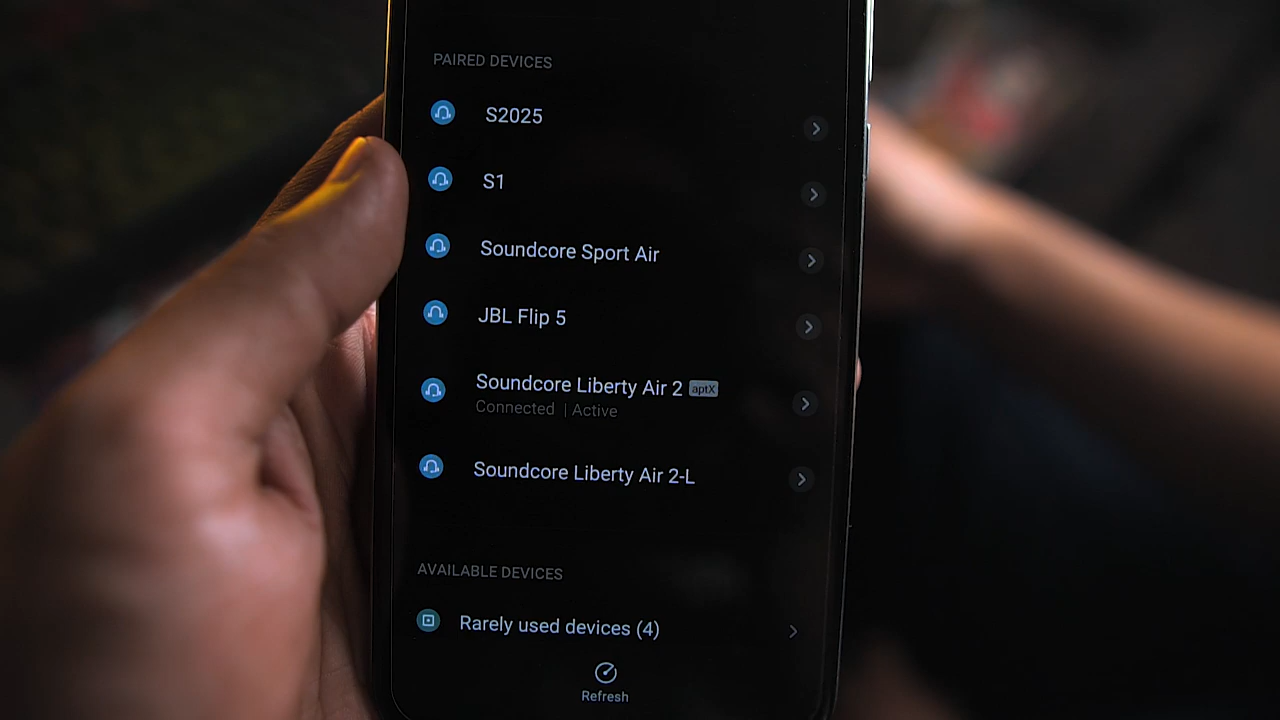 PAIRED DEVICES
S2025
S1
Soundcore Sport Air
JBL Flip 5
Soundcore Liberty Air 2 aptX
Connected | Active
Soundcore Liberty Air 2-L
AVAILABLE DEVICES
Rarely used devices (4)
Refresh